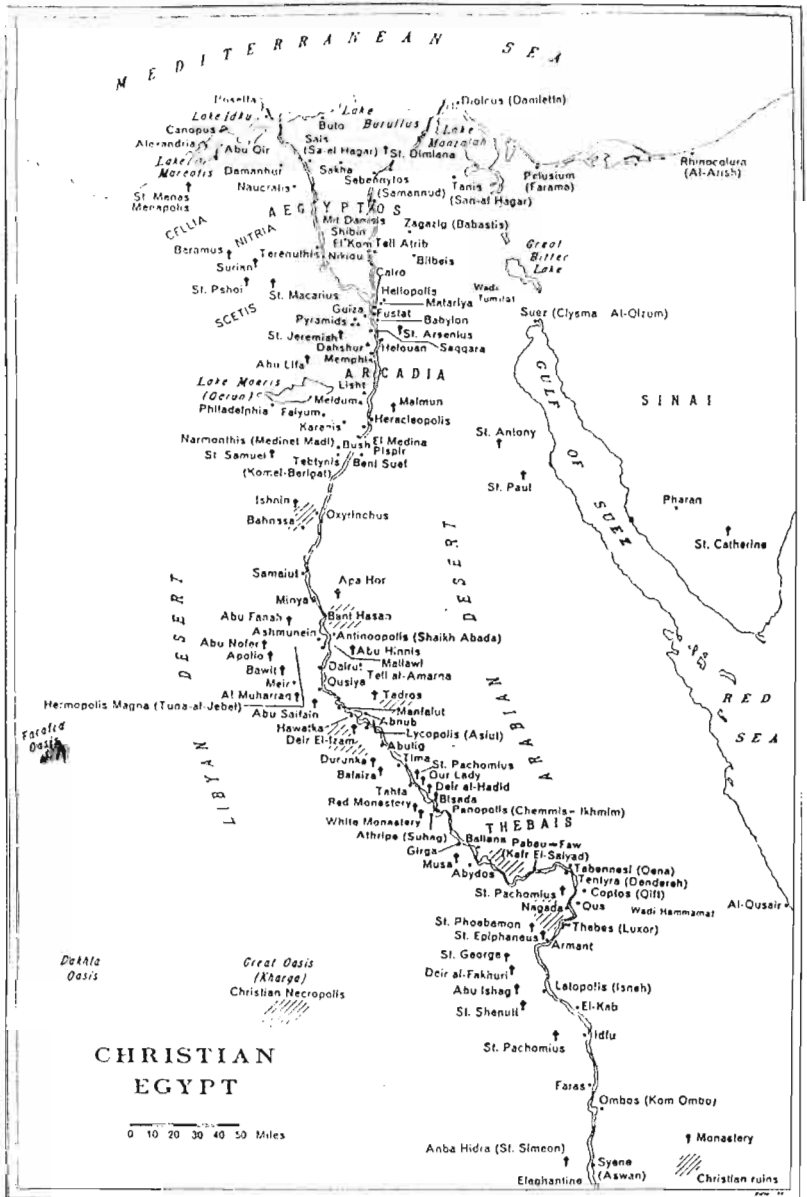 MEDITERRANEAN SEA
Rosetta
Diolcus (Damietta)
Lake Idku
Lake
Burullus
Canopus
Buto
Lake
Manzalah
Alexandria
Abu Qir
Sais
(Sa-el Hagar)
St. Dimiana
Rhinocolura
(Al-Arish)
Lake
Mareotis
Damanhur
Sakha
Sebennytos
(Samannud)
Pelusium
(Farama)
Naucratis
Tanis
(San-al Hagar)
St Menas
Menapolis
AEGYPTOS
CELLIA
NITRIA
Mit Damsis
Shibin
El Kom
Tell Atrib
Zagazig (Babastis)
Beramus
Terenuthis
Nikiou
Bilbeis
Great
Bitter
Lake
Surian
Cairo
St. Pshoi
St. Macarius
Heliopolis
Matariya
Wadi
Tumilat
SCETIS
Guiza
Fustat
Babylon
Suez (Clysma Al-Qizum)
Pyramids
St. Jeremiah
St. Arsenius
Dahshur
Helouan
Saqqara
Memphis
Abu Lifa
ARCADIA
Lake Moeris
(Qerun)
Lisht
GULF OF SUEZ
SINAI
Meidum
Maimun
Philadelphia
Faiyum
Karanis
Heracleopolis
Narmonthis (Medinet Madi)
Bush
El Medina
Pispir
St. Antony
St Samuel
Tebtynis
(Kom-el-Berigat)
Beni Suef
St. Paul
Ishnin
Pharan
Bahnasa
Oxyrinchus
St. Catherine
Samalut
Apa Hor
Minya
Abu Fanah
Bani Hasan
Ashmunein
Antinoopolis (Shaikh Abada)
Abu Nofer
Abu Hinnis
Apollo
Mallawi
Bawit
Dairut
Tell al-Amarna
Meir
Qusiya
Al Muharraq
Tadros
Hermopolis Magna (Tuna-al-Jebel)
Manfalut
Abu Saifain
Abnub
Hawatka
Lycopolis (Asiut)
Deir El-Izam
Abutig
LIBYAN DESERT
ARABIAN DESERT
RED
SEA
Farafra
Oasis
Durunka
Tima
St. Pachomius
Balaiza
Our Lady
Deir al-Hadid
Tahta
Bisada
Red Monastery
Panopolis (Chemmis - Ikhmim)
White Monastery
THEBAIS
Athripe (Suhag)
Ballana
Pabau - Faw
(Kafr El-Saiyad)
Girga
Musa
Tabennesi (Qena)
Abydos
Tentyra (Dendereh)
St. Pachomius
Coptos (Qift)
Nagada
Qus
Wadi Hammamat
Al-Qusair
St. Phoebamon
Thebes (Luxor)
St. Epiphaneus
Armant
St. George
Dakhla
Oasis
Great Oasis
(Kharga)
Christian Necropolis
Deir al-Fakhuri
Abu Ishag
Latopolis (Isneh)
St. Shenuti
El-Kab
Idfu
St. Pachomius
CHRISTIAN
EGYPT
Faras
Ombos (Kom Ombo)
0 10 20 30 40 50 Miles
Monastery
Anba Hidra (St. Simeon)
Syene
(Aswan)
Elephantine
Christian ruins